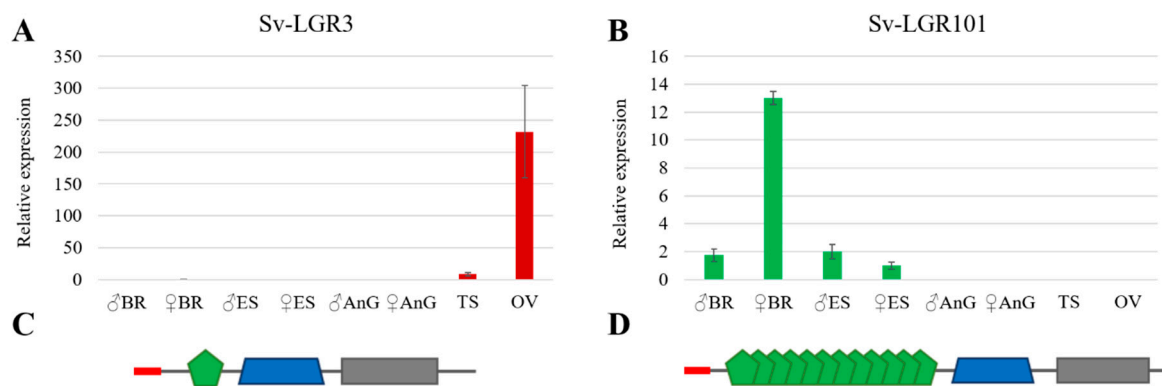 A
Sv-LGR3
350
300
250
200
150
100
50
0
Relative expression
♂BR ♀BR ♂ES ♀ES ♂AnG ♀AnG TS OV
B
Sv-LGR101
16
14
12
10
8
6
4
2
0
Relative expression
♂BR ♀BR ♂ES ♀ES ♂AnG ♀AnG TS OV
C
D